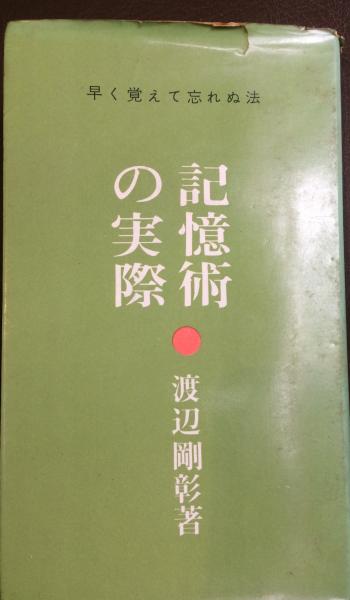 早く覚えて忘れぬ法
記憶術
の実際
渡辺剛彰著